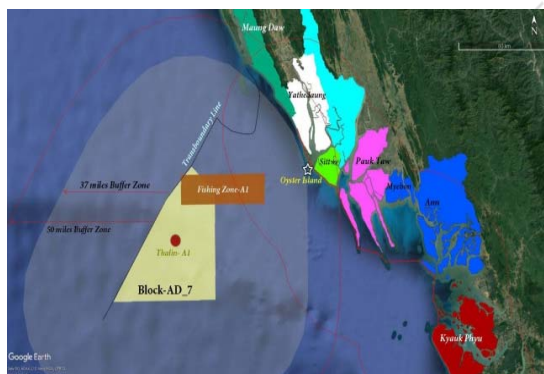 Maung Daw
N
Yathedaung
Transboundary Line
Sittwe
Pauk Taw
Oyster Island
37 miles Buffer Zone
Fishing Zone-A1
Myebon
Ann
50 miles Buffer Zone
Thalin- A1
Block-AD_7
Kyauk Phyu
Google Earth